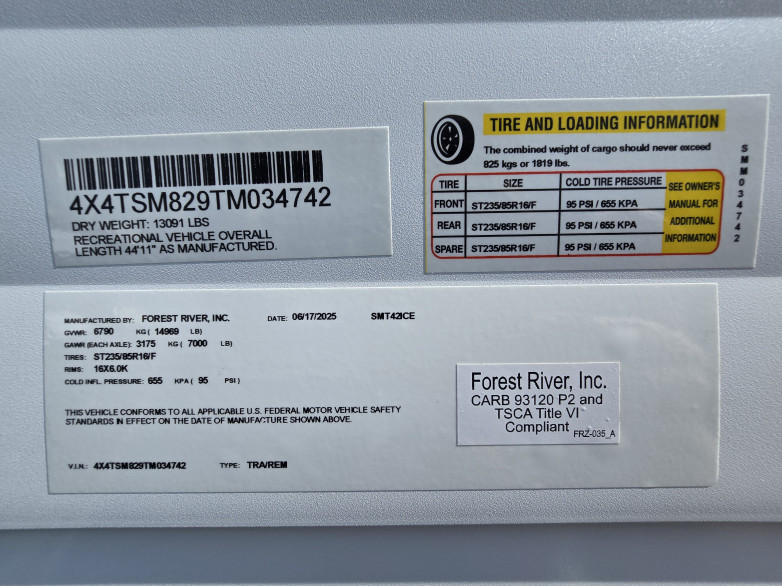 4X4TSM829TM034742
DRY WEIGHT: 13091 LBS
RECREATIONAL VEHICLE OVERALL
LENGTH 44'11" AS MANUFACTURED.
TIRE AND LOADING INFORMATION
The combined weight of cargo should never exceed
825 kgs or 1819 lbs.
TIRE SIZE COLD TIRE PRESSURE
FRONT ST235/85R16/F 95 PSI / 655 KPA
REAR ST235/85R16/F 95 PSI / 655 KPA
SPARE ST235/85R16/F 95 PSI / 655 KPA
SEE OWNER'S
MANUAL FOR
ADDITIONAL
INFORMATION
SMM034742
MANUFACTURED BY: FOREST RIVER, INC. DATE: 06/17/2025 SMT42ICE
GVWR: 6790 KG( 14969 LB)
GAWR (EACH AXLE): 3175 KG ( 7000 LB)
TIRES: ST235/85R16/F
RIMS: 16X6.0K
COLD INFL. PRESSURE: 655 KPA ( 95 PSI)
THIS VEHICLE CONFORMS TO ALL APPLICABLE U.S. FEDERAL MOTOR VEHICLE SAFETY
STANDARDS IN EFFECT ON THE DATE OF MANUFACTURE SHOWN ABOVE.
V.I.N.: 4X4TSM829TM034742 TYPE: TRA/REM
Forest River, Inc.
CARB 93120 P2 and
TSCA Title VI
Compliant
FRZ-035_A